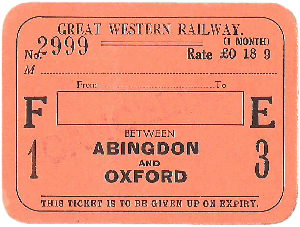 GREAT WESTERN RAILWAY.
(1 MONTH)
No. 2999 Rate £0 18 9
M
From To
F E
BETWEEN
1 ABINGDON 3
AND
OXFORD
THIS TICKET IS TO BE GIVEN UP ON EXPIRY.